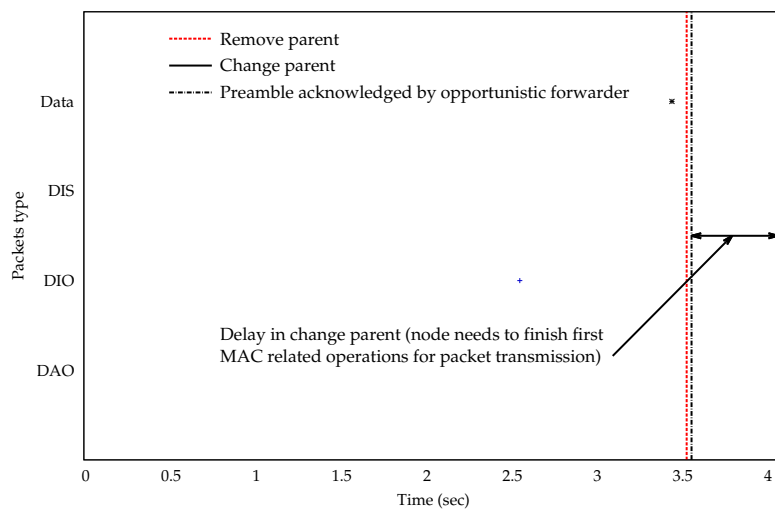 Remove parent
Change parent
Preamble acknowledged by opportunistic forwarder
Data
DIS
DIO
DAO
Packets type
Delay in change parent (node needs to finish first
MAC related operations for packet transmission)
0 0.5 1 1.5 2 2.5 3 3.5 4
Time (sec)